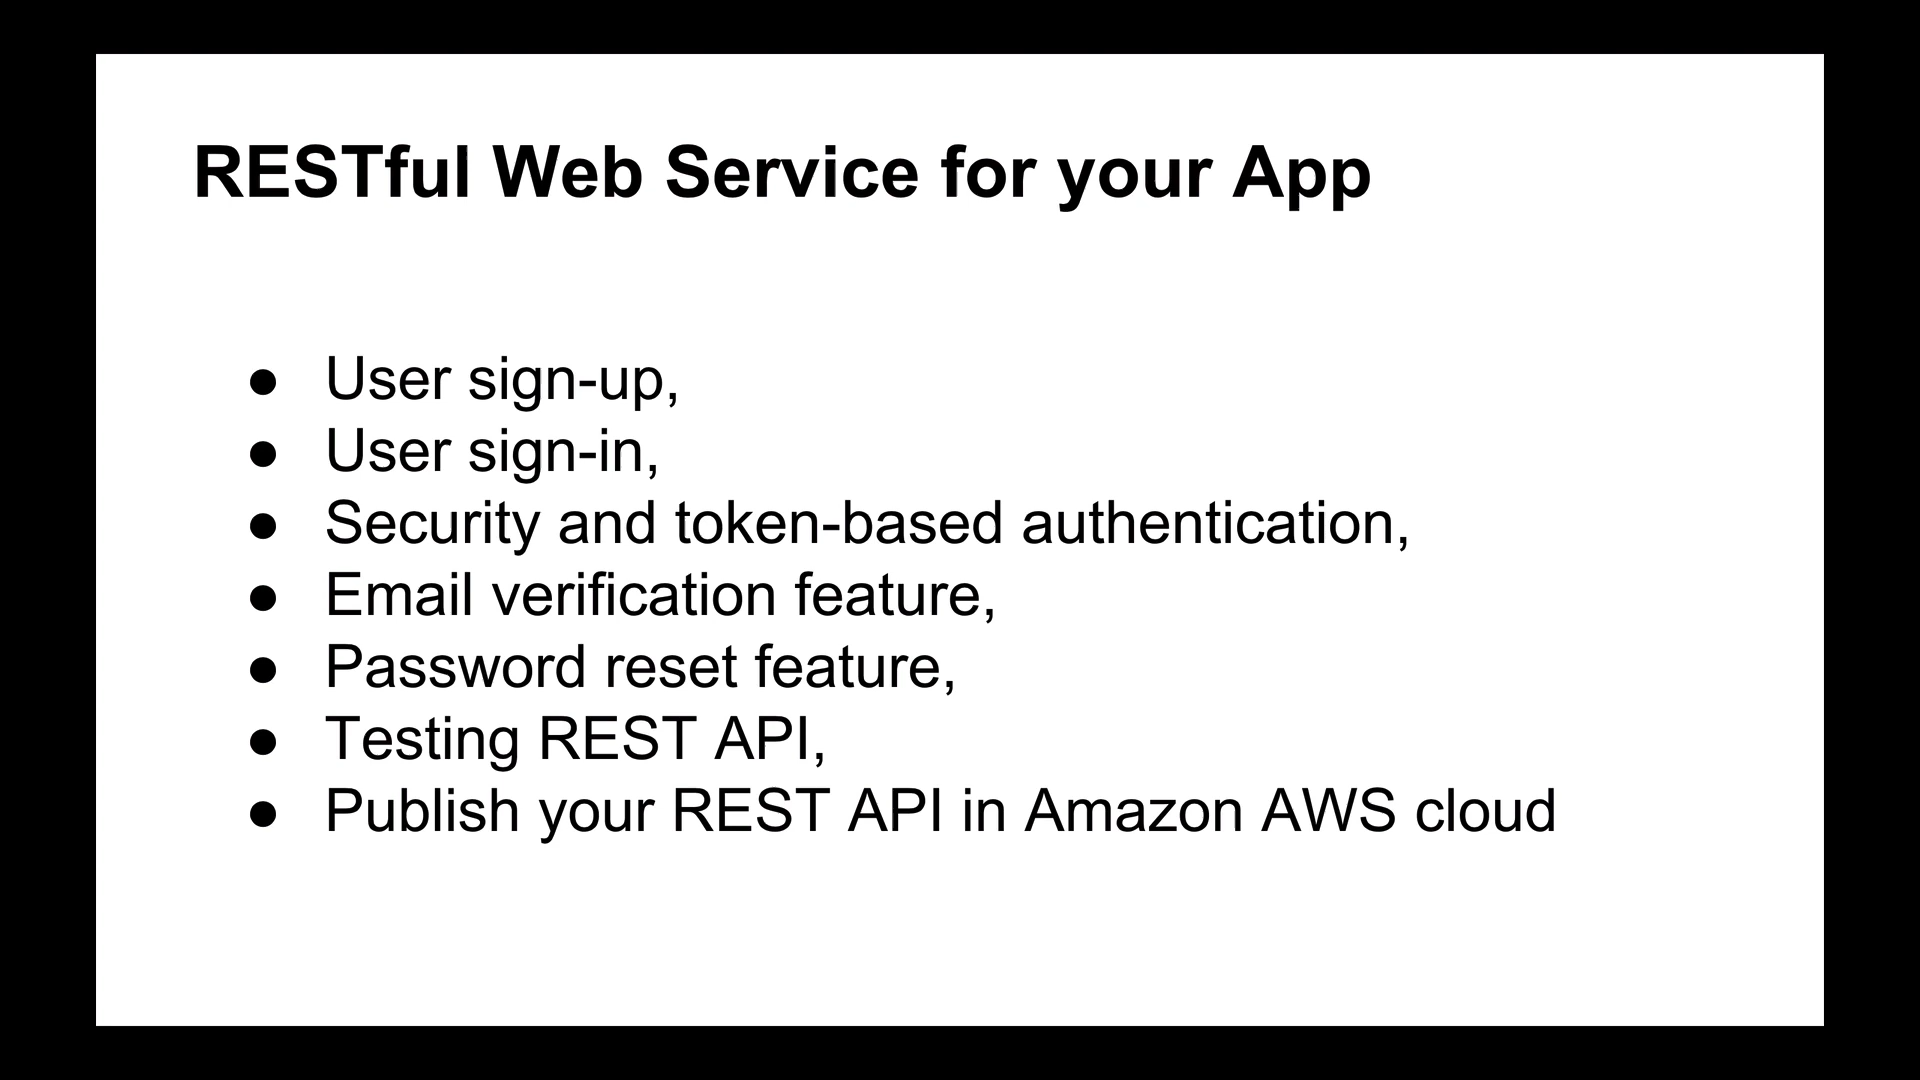 RESTful Web Service for your App
● User sign-up,
● User sign-in,
● Security and token-based authentication,
● Email verification feature,
● Password reset feature,
● Testing REST API,
● Publish your REST API in Amazon AWS cloud